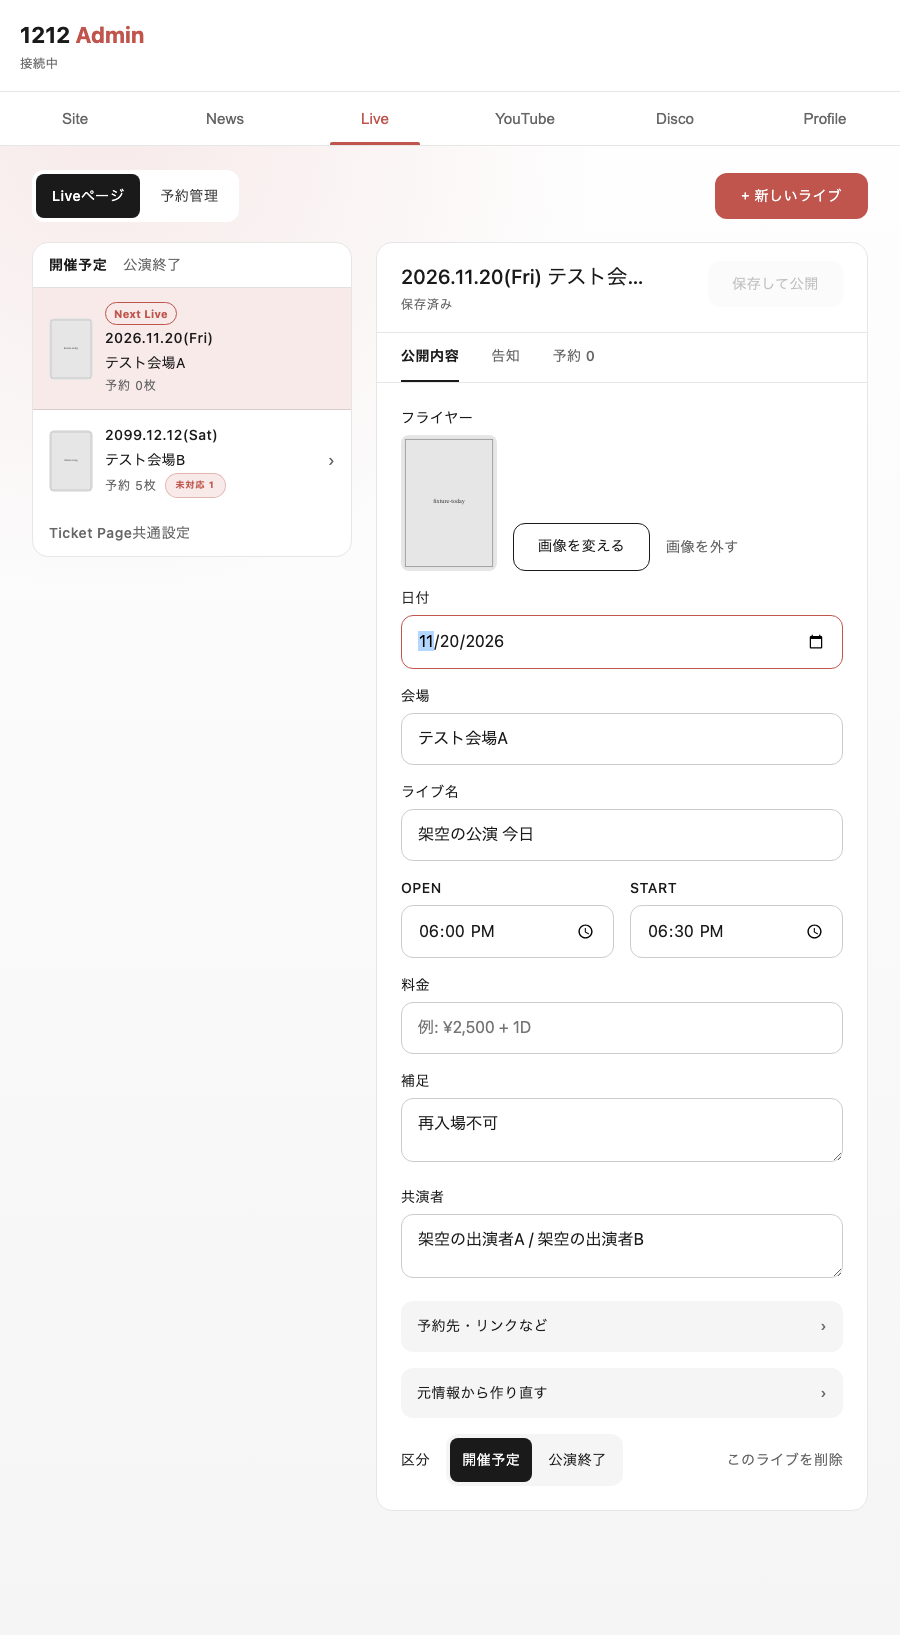 1212 Admin
接続中
Site News Live YouTube Disco Profile
Liveページ 予約管理 + 新しいライブ
開催予定 公演終了
Next Live
2026.11.20(Fri)
テスト会場A
予約 0枚
2099.12.12(Sat)
テスト会場B
予約 5枚 未対応 1
Ticket Page共通設定
2026.11.20(Fri) テスト会...
保存済み
保存して公開
公開内容 告知 予約 0
フライヤー
fixture-today
画像を変える 画像を外す
日付
11/20/2026
会場
テスト会場A
ライブ名
架空の公演 今日
OPEN START
06:00 PM 06:30 PM
料金
例: ¥2,500 + 1D
補足
再入場不可
共演者
架空の出演者A / 架空の出演者B
予約先・リンクなど
元情報から作り直す
区分 開催予定 公演終了 このライブを削除